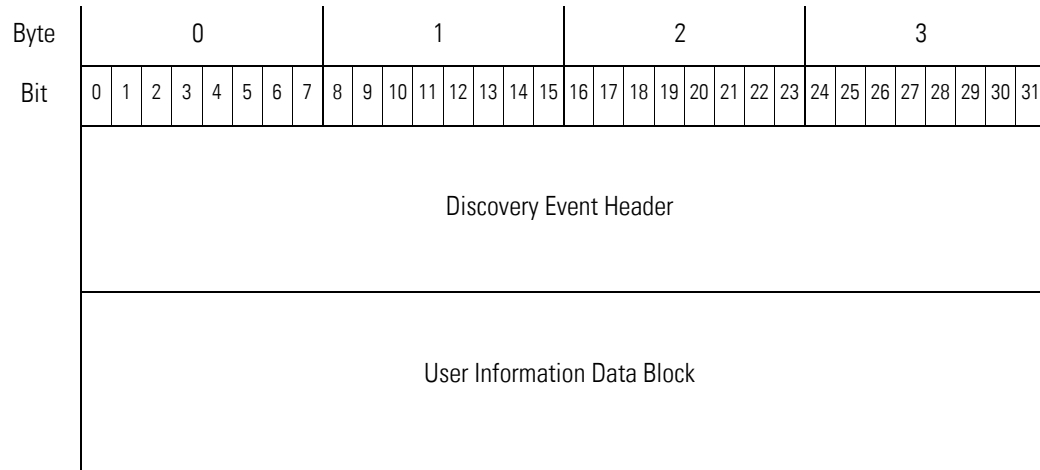 Byte 0 1 2 3
Bit 0 1 2 3 4 5 6 7 8 9 10 11 12 13 14 15 16 17 18 19 20 21 22 23 24 25 26 27 28 29 30 31
Discovery Event Header
User Information Data Block